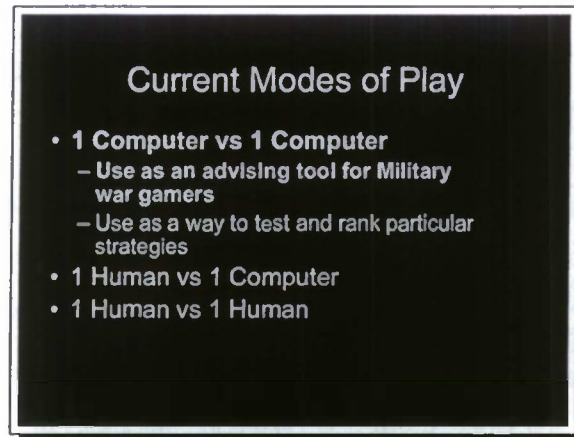 Current Modes of Play
• 1 Computer vs 1 Computer
– Use as an advising tool for Military
war gamers
– Use as a way to test and rank particular
strategies
• 1 Human vs 1 Computer
• 1 Human vs 1 Human